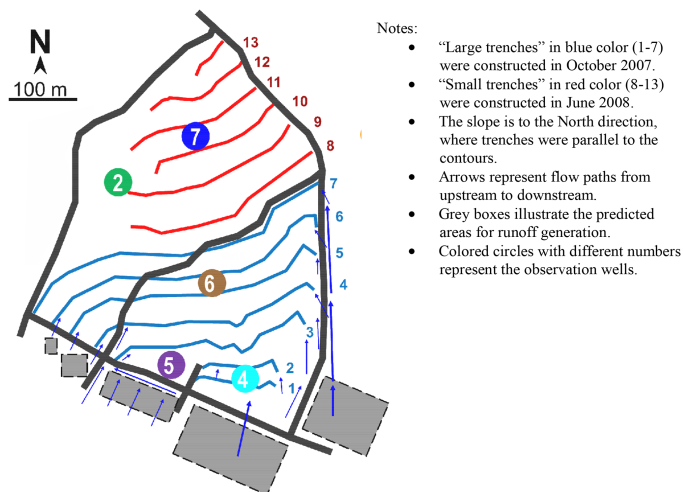 N
100 m
13
12
11
10
9
8
7
7
2
6
5
6
4
3
5
2
4
1
Notes:
• “Large trenches” in blue color (1-7)
were constructed in October 2007.
• “Small trenches” in red color (8-13)
were constructed in June 2008.
• The slope is to the North direction,
where trenches were parallel to the
contours.
• Arrows represent flow paths from
upstream to downstream.
• Grey boxes illustrate the predicted
areas for runoff generation.
• Colored circles with different numbers
represent the observation wells.